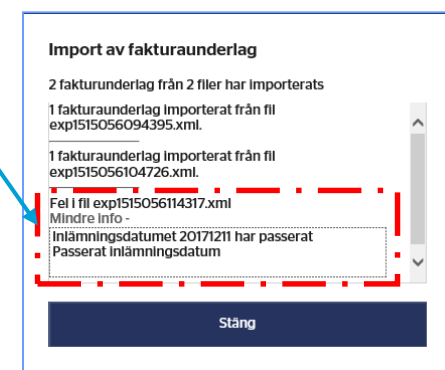 Import av fakturaunderlag
2 fakturunderlag från 2 filer har importerats
1 fakturaunderlag importerat från fil
exp1515056094395.xml.
1 fakturaunderlag importerat från fil
exp1515056104726.xml.
Fel i fil exp1515056114317.xml
Mindre info -
Inlämningsdatumet 20171211 har passerat
Passerat inlämningsdatum
Stäng